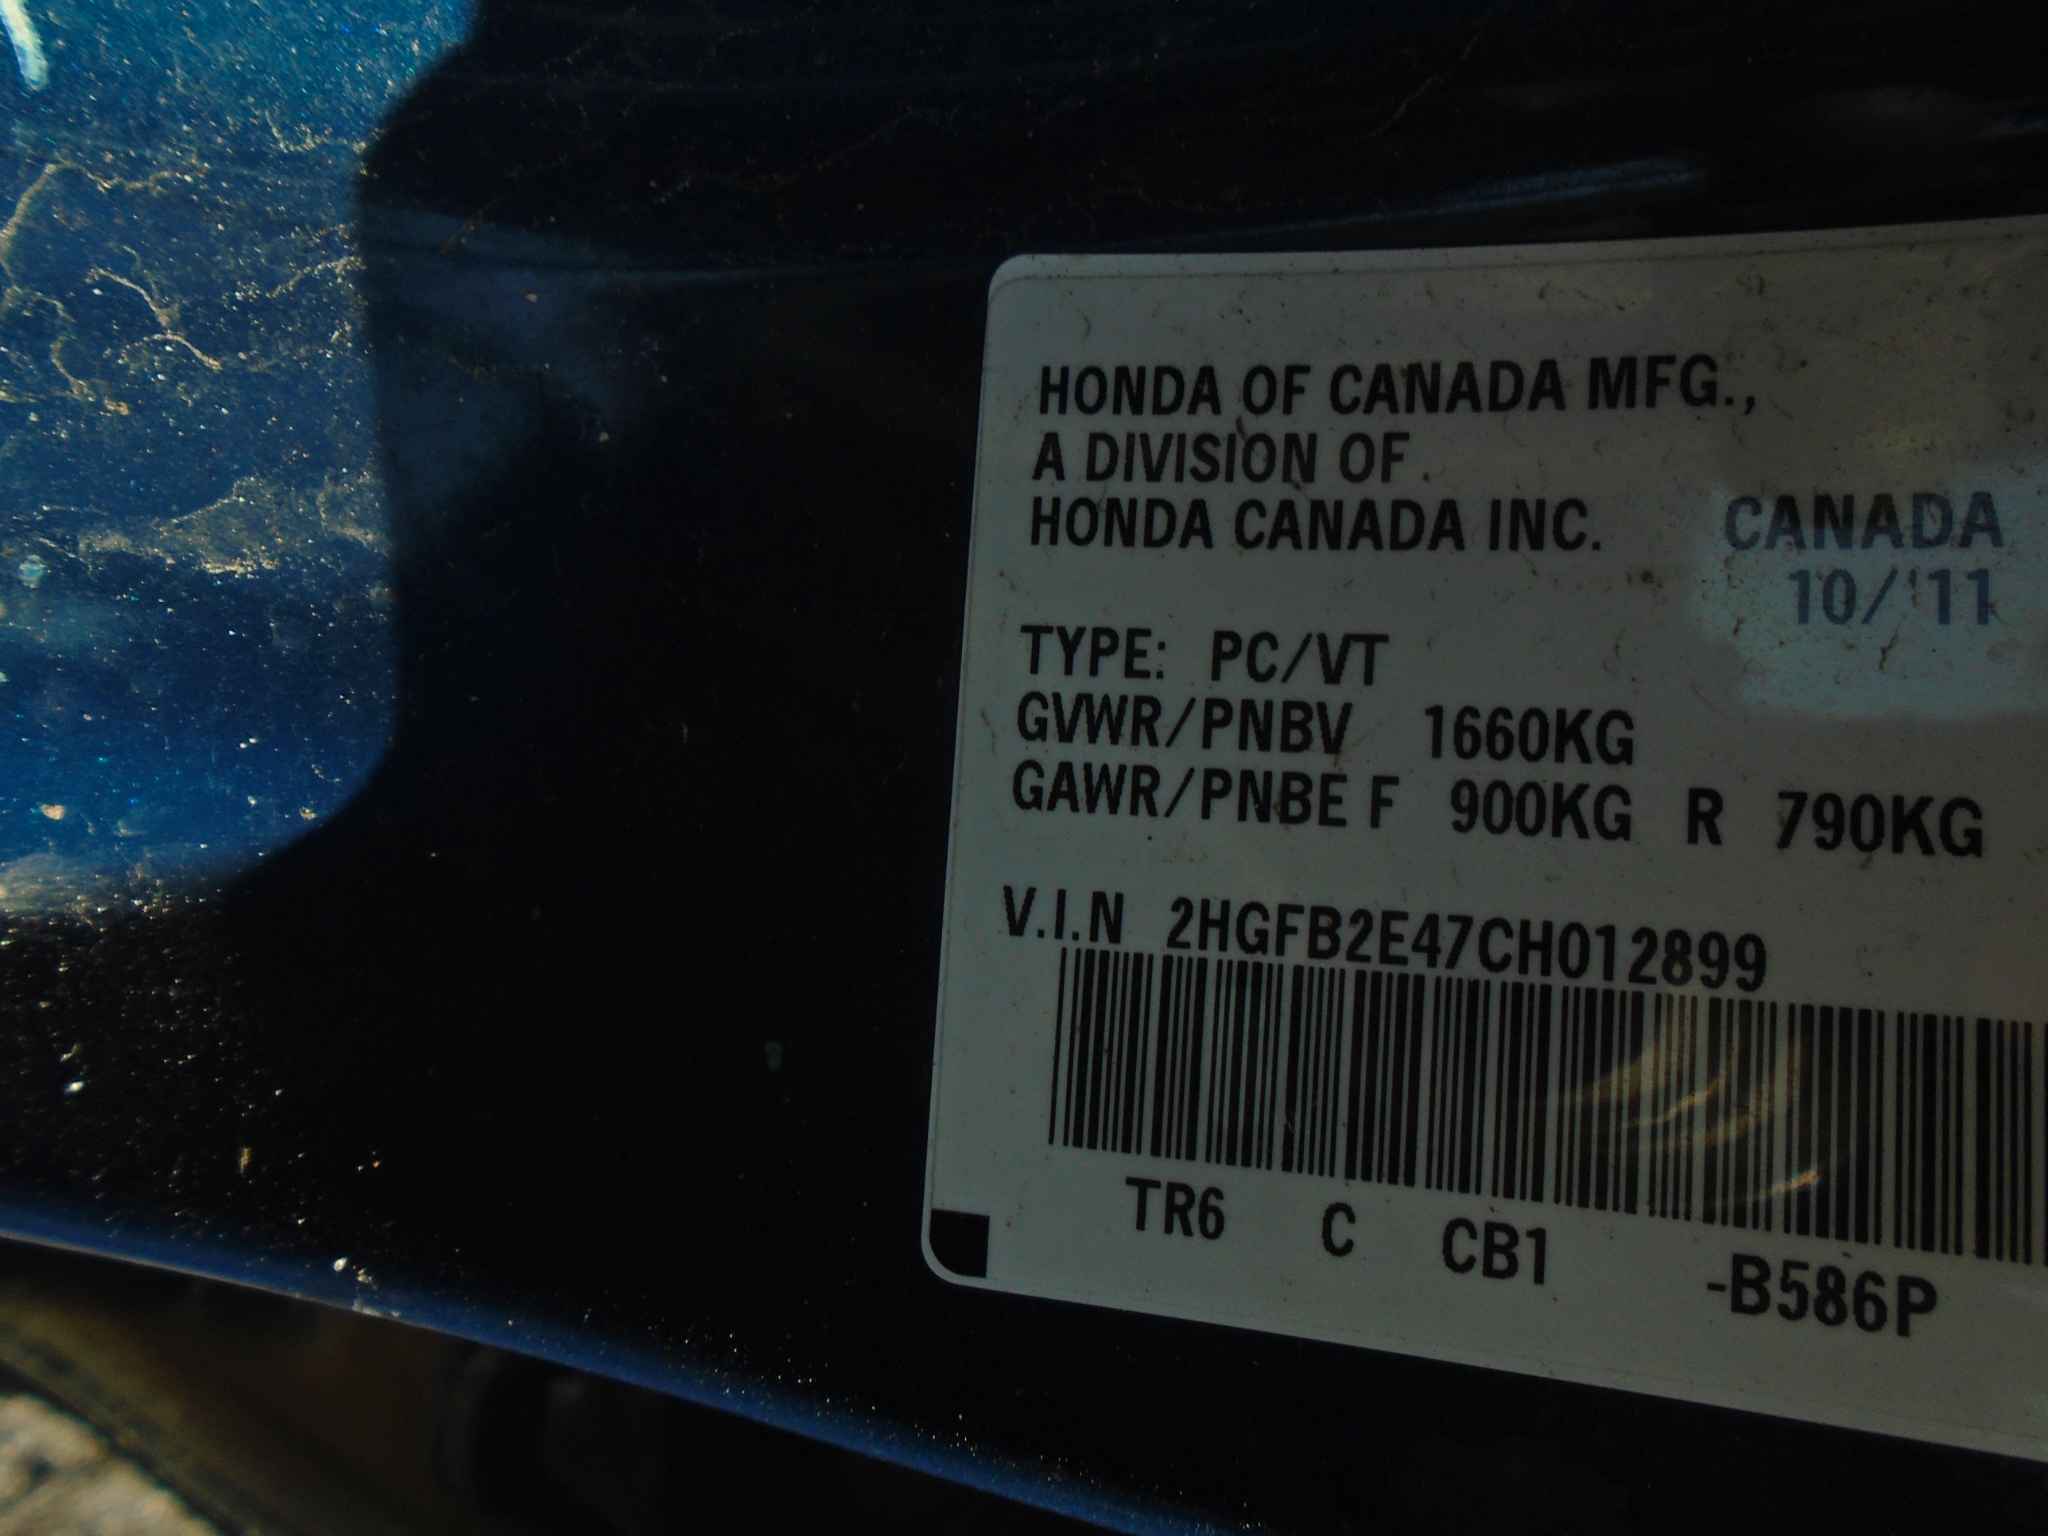 HONDA OF CANADA MFG.,
A DIVISION OF
HONDA CANADA INC. CANADA
10/'11
TYPE: PC/VT
GVWR/PNBV 1660KG
GAWR/PNBE F 900KG R 790KG
V.I.N 2HGFB2E47CH012899
TR6 C CB1 -B586P